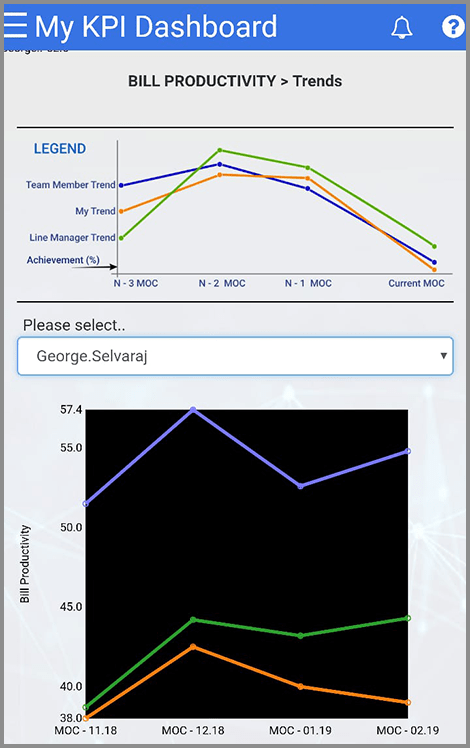 My KPI Dashboard
?
BILL PRODUCTIVITY > Trends
LEGEND
Team Member Trend
My Trend
Line Manager Trend
Achievement (%)
N - 3 MOC N - 2 MOC N - 1 MOC Current MOC
Please select..
George.Selvaraj
57.4
55.0
50.0
Bill Productivity
45.0
40.0
38.0
MOC - 11.18 MOC - 12.18 MOC - 01.19 MOC - 02.19